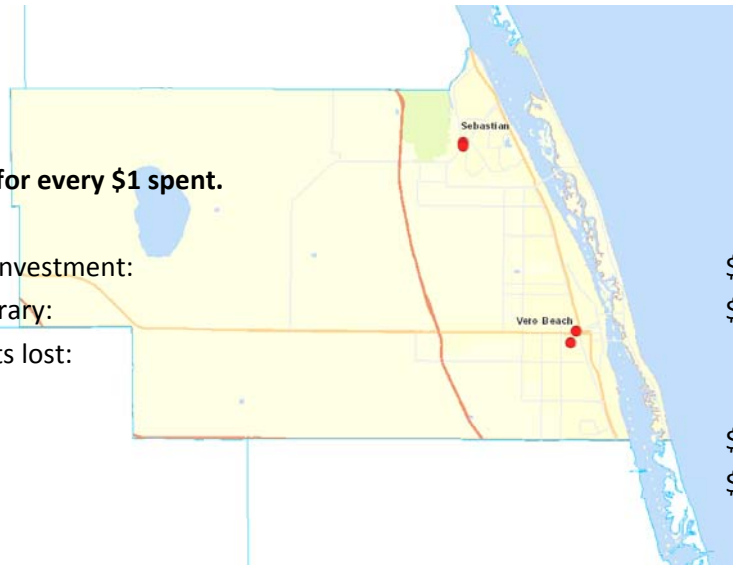 Sebastian
for every $1 spent.
nvestment: $
rary: $
Vero Beach
ts lost:
$
$